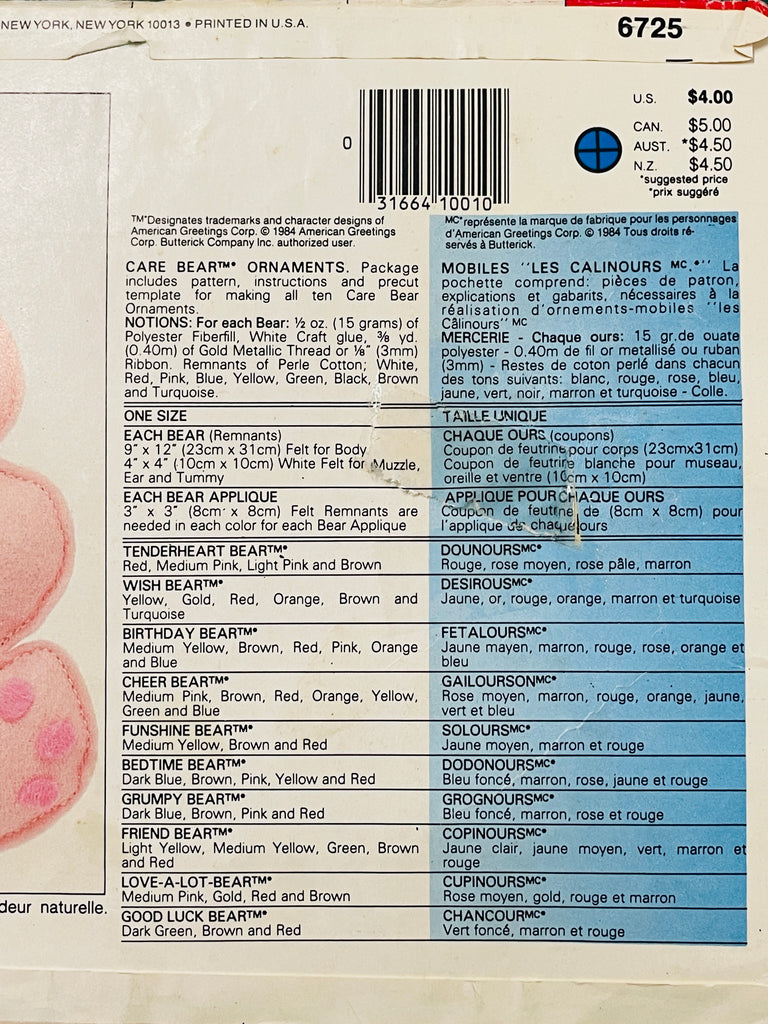 NEW YORK, NEW YORK 10013 • PRINTED IN U.S.A.
6725
U.S. $4.00
CAN. $5.00
AUST. *$4.50
N.Z. $4.50
*suggested price
*prix suggéré
0
31664 10010
™*Designates trademarks and character designs of
American Greetings Corp. © 1984 American Greetings
Corp. Butterick Company Inc. authorized user.
CARE BEAR™* ORNAMENTS. Package
includes pattern, instructions and precut
template for making all ten Care Bear
Ornaments.
NOTIONS: For each Bear: ½ oz. (15 grams) of
Polyester Fiberfill, White Craft glue, ⅜ yd.
(0.40m) of Gold Metallic Thread or ⅛" (3mm)
Ribbon. Remnants of Perle Cotton; White,
Red, Pink, Blue, Yellow, Green, Black, Brown
and Turquoise.
ONE SIZE
EACH BEAR (Remnants)
9" x 12" (23cm x 31cm) Felt for Body
4" x 4" (10cm x 10cm) White Felt for Muzzle,
Ear and Tummy
EACH BEAR APPLIQUE
3" x 3" (8cm x 8cm) Felt Remnants are
needed in each color for each Bear Applique
TENDERHEART BEAR™*
Red, Medium Pink, Light Pink and Brown
WISH BEAR™*
Yellow, Gold, Red, Orange, Brown and
Turquoise
BIRTHDAY BEAR™*
Medium Yellow, Brown, Red, Pink, Orange
and Blue
CHEER BEAR™*
Medium Pink, Brown, Red, Orange, Yellow,
Green and Blue
FUNSHINE BEAR™*
Medium Yellow, Brown and Red
BEDTIME BEAR™*
Dark Blue, Brown, Pink, Yellow and Red
GRUMPY BEAR™*
Dark Blue, Brown, Pink and Red
FRIEND BEAR™*
Light Yellow, Medium Yellow, Green, Brown
and Red
LOVE-A-LOT-BEAR™*
Medium Pink, Gold, Red and Brown
GOOD LUCK BEAR™*
Dark Green, Brown and Red
MC*représente la marque de fabrique pour les personnages
d'American Greetings Corp. © 1984 Tous droits ré-
servés à Butterick.
MOBILES "LES CALINOURS MC.*" La
pochette comprend: pièces de patron,
explications et gabarits, nécessaires à la
réalisation d'ornements-mobiles "les
Câlinours" MC
MERCERIE - Chaque ours: 15 gr.de ouate
polyester - 0.40m de fil or metallisé ou ruban
(3mm) - Restes de coton perlé dans chacun
des tons suivants: blanc, rouge, rose, bleu,
jaune, vert, noir, marron et turquoise - Colle.
TAILLE UNIQUE
CHAQUE OURS (coupons)
Coupon de feutrine pour corps (23cmx31cm)
Coupon de feutrine blanche pour museau,
oreille et ventre (10cm x 10cm)
APPLIQUE POUR CHAQUE OURS
Coupon de feutrine de (8cm x 8cm) pour
l'applique de chaque ours
DOUNOURSMC*
Rouge, rose moyen, rose pâle, marron
DESIROUSMC*
Jaune, or, rouge, orange, marron et turquoise
FETALOURSMC*
Jaune mayen, marron, rouge, rose, orange et
bleu
GAILOURSONMC*
Rose moyen, marron, rouge, orange, jaune,
vert et bleu
SOLOURSMC*
Jaune moyen, marron et rouge
DODONOURSMC*
Bleu foncé, marron, rose, jaune et rouge
GROGNOURSMC*
Bleu foncé, marron, rose et rouge
COPINOURSMC*
Jaune clair, jaune moyen, vert, marron et
rouge
CUPINOURSMC*
Rose moyen, gold, rouge et marron
CHANCOURMC*
Vert foncé, marron et rouge
deur naturelle.